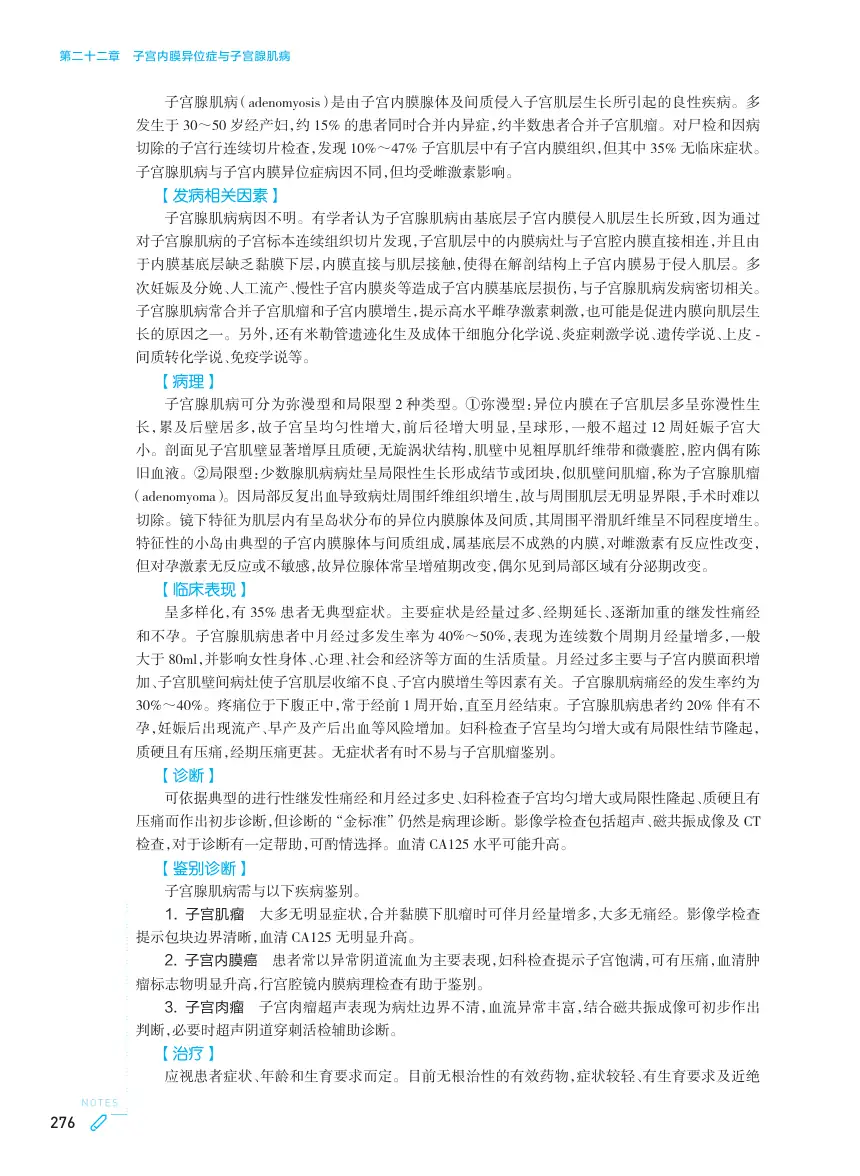 第二十二章　子宫内膜异位症与子宫腺肌病
子宫腺肌病（adenomyosis）是由子宫内膜腺体及间质侵入子宫肌层生长所引起的良性疾病。多
发生于 30～50 岁经产妇，约 15% 的患者同时合并内异症，约半数患者合并子宫肌瘤。对尸检和因病
切除的子宫行连续切片检查，发现 10%～47% 子宫肌层中有子宫内膜组织，但其中 35% 无临床症状。
子宫腺肌病与子宫内膜异位症病因不同，但均受雌激素影响。
【发病相关因素】
子宫腺肌病病因不明。有学者认为子宫腺肌病由基底层子宫内膜侵入肌层生长所致，因为通过
对子宫腺肌病的子宫标本连续组织切片发现，子宫肌层中的内膜病灶与子宫腔内膜直接相连，并且由
于内膜基底层缺乏黏膜下层，内膜直接与肌层接触，使得在解剖结构上子宫内膜易于侵入肌层。多
次妊娠及分娩、人工流产、慢性子宫内膜炎等造成子宫内膜基底层损伤，与子宫腺肌病发病密切相关。
子宫腺肌病常合并子宫肌瘤和子宫内膜增生，提示高水平雌孕激素刺激，也可能是促进内膜向肌层生
长的原因之一。另外，还有米勒管遗迹化生及成体干细胞分化学说、炎症刺激学说、遗传学说、上皮 -
间质转化学说、免疫学说等。
【病理】
子宫腺肌病可分为弥漫型和局限型 2 种类型。①弥漫型：异位内膜在子宫肌层多呈弥漫性生
长，累及后壁居多，故子宫呈均匀性增大，前后径增大明显，呈球形，一般不超过 12 周妊娠子宫大
小。剖面见子宫肌壁显著增厚且质硬，无旋涡状结构，肌壁中见粗厚肌纤维带和微囊腔，腔内偶有陈
旧血液。②局限型：少数腺肌病病灶呈局限性生长形成结节或团块，似肌壁间肌瘤，称为子宫腺肌瘤
（adenomyoma）。因局部反复出血导致病灶周围纤维组织增生，故与周围肌层无明显界限，手术时难以
切除。镜下特征为肌层内有呈岛状分布的异位内膜腺体及间质，其周围平滑肌纤维呈不同程度增生。
特征性的小岛由典型的子宫内膜腺体与间质组成，属基底层不成熟的内膜，对雌激素有反应性改变，
但对孕激素无反应或不敏感，故异位腺体常呈增殖期改变，偶尔见到局部区域有分泌期改变。
【临床表现】
呈多样化，有 35% 患者无典型症状。主要症状是经量过多、经期延长、逐渐加重的继发性痛经
和不孕。子宫腺肌病患者中月经过多发生率为 40%～50%，表现为连续数个周期月经量增多，一般
大于 80ml，并影响女性身体、心理、社会和经济等方面的生活质量。月经过多主要与子宫内膜面积增
加、子宫肌壁间病灶使子宫肌层收缩不良、子宫内膜增生等因素有关。子宫腺肌病痛经的发生率约为
30%～40%。疼痛位于下腹正中，常于经前 1 周开始，直至月经结束。子宫腺肌病患者约 20% 伴有不
孕，妊娠后出现流产、早产及产后出血等风险增加。妇科检查子宫呈均匀增大或有局限性结节隆起，
质硬且有压痛，经期压痛更甚。无症状者有时不易与子宫肌瘤鉴别。
【诊断】
可依据典型的进行性继发性痛经和月经过多史、妇科检查子宫均匀增大或局限性隆起、质硬且有
压痛而作出初步诊断，但诊断的“金标准”仍然是病理诊断。影像学检查包括超声、磁共振成像及 CT
检查，对于诊断有一定帮助，可酌情选择。血清 CA125 水平可能升高。
【鉴别诊断】
子宫腺肌病需与以下疾病鉴别。
1. 子宫肌瘤　大多无明显症状，合并黏膜下肌瘤时可伴月经量增多，大多无痛经。影像学检查
提示包块边界清晰，血清 CA125 无明显升高。
2. 子宫内膜癌　患者常以异常阴道流血为主要表现，妇科检查提示子宫饱满，可有压痛，血清肿
瘤标志物明显升高，行宫腔镜内膜病理检查有助于鉴别。
3. 子宫肉瘤　子宫肉瘤超声表现为病灶边界不清，血流异常丰富，结合磁共振成像可初步作出
判断，必要时超声阴道穿刺活检辅助诊断。
【治疗】
应视患者症状、年龄和生育要求而定。目前无根治性的有效药物，症状较轻、有生育要求及近绝
NOTES
276